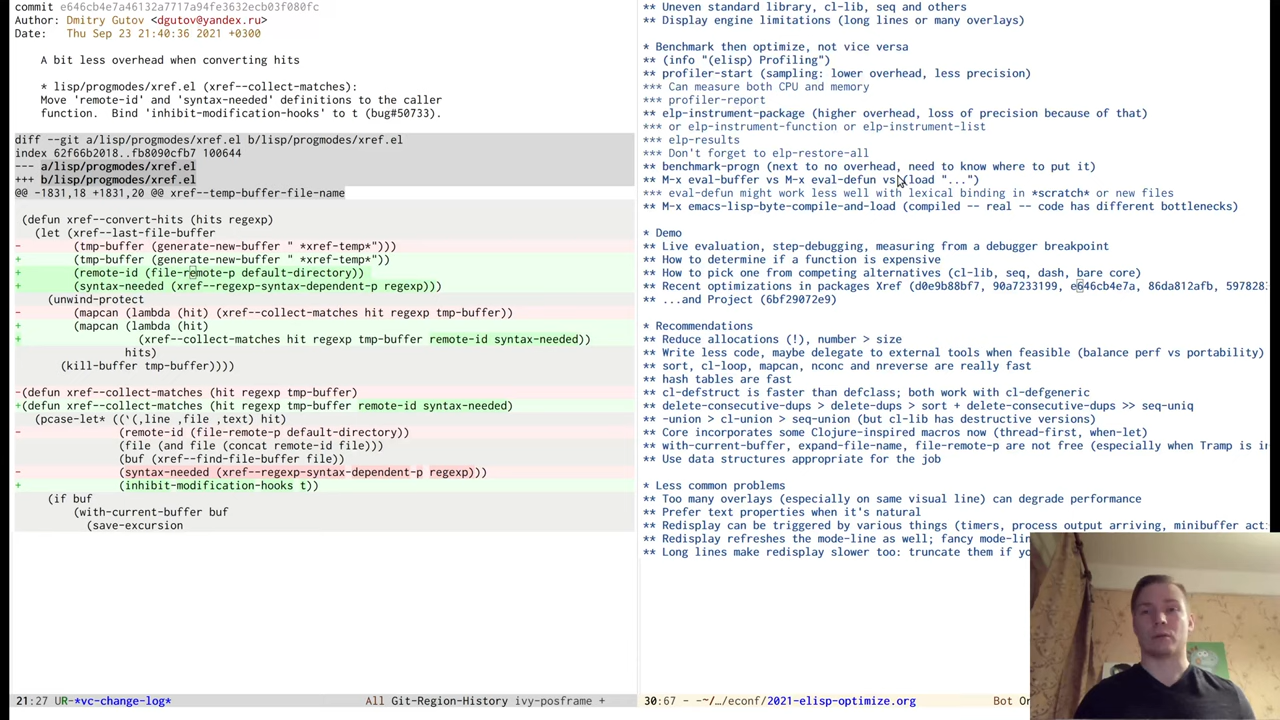 commit e646cb4e7a46132a7717a94fe3632ecb03f080fc
Author: Dmitry Gutov <dgutov@yandex.ru>
Date:   Thu Sep 23 21:40:36 2021 +0300
A bit less overhead when converting hits
* lisp/progmodes/xref.el (xref--collect-matches):
Move 'remote-id' and 'syntax-needed' definitions to the caller
function.  Bind 'inhibit-modification-hooks' to t (bug#50733).
diff --git a/lisp/progmodes/xref.el b/lisp/progmodes/xref.el
index 62f66b2018..fb8090cfb7 100644
--- a/lisp/progmodes/xref.el
+++ b/lisp/progmodes/xref.el
@@ -1831,18 +1831,20 @@ xref--temp-buffer-file-name
(defun xref--convert-hits (hits regexp)
(let (xref--last-file-buffer
-        (tmp-buffer (generate-new-buffer " *xref-temp*")))
+        (tmp-buffer (generate-new-buffer " *xref-temp*"))
+        (remote-id (file-remote-p default-directory))
+        (syntax-needed (xref--regexp-syntax-dependent-p regexp)))
(unwind-protect
-        (mapcan (lambda (hit) (xref--collect-matches hit regexp tmp-buffer))
+        (mapcan (lambda (hit)
+                  (xref--collect-matches hit regexp tmp-buffer remote-id syntax-needed))
hits)
(kill-buffer tmp-buffer))))
-(defun xref--collect-matches (hit regexp tmp-buffer)
+(defun xref--collect-matches (hit regexp tmp-buffer remote-id syntax-needed)
(pcase-let* ((`(,line ,file ,text) hit)
-               (remote-id (file-remote-p default-directory))
(file (and file (concat remote-id file)))
(buf (xref--find-file-buffer file))
-               (syntax-needed (xref--regexp-syntax-dependent-p regexp)))
+               (inhibit-modification-hooks t))
(if buf
(with-current-buffer buf
(save-excursion
21:27 UR-*vc-change-log*   All Git-Region-History ivy-posframe +
** Uneven standard library, cl-lib, seq and others
** Display engine limitations (long lines or many overlays)
* Benchmark then optimize, not vice versa
** (info "(elisp) Profiling")
** profiler-start (sampling: lower overhead, less precision)
*** Can measure both CPU and memory
*** profiler-report
** elp-instrument-package (higher overhead, loss of precision because of that)
*** or elp-instrument-function or elp-instrument-list
*** elp-results
*** Don't forget to elp-restore-all
** benchmark-progn (next to no overhead, need to know where to put it)
** M-x eval-buffer vs M-x eval-defun vs (load "...")
*** eval-defun might work less well with lexical binding in *scratch* or new files
** M-x emacs-lisp-byte-compile-and-load (compiled -- real -- code has different bottlenecks)
* Demo
** Live evaluation, step-debugging, measuring from a debugger breakpoint
** How to determine if a function is expensive
** How to pick one from competing alternatives (cl-lib, seq, dash, bare core)
** Recent optimizations in packages Xref (d0e9b88bf7, 90a7233199, e646cb4e7a, 86da812afb, 597828
** ...and Project (6bf29072e9)
* Recommendations
** Reduce allocations (!), number > size
** Write less code, maybe delegate to external tools when feasible (balance perf vs portability)
** sort, cl-loop, mapcan, nconc and nreverse are really fast
** hash tables are fast
** cl-defstruct is faster than defclass; both work with cl-defgeneric
** delete-consecutive-dups > delete-dups > sort + delete-consecutive-dups >> seq-uniq
** -union > cl-union > seq-union (but cl-lib has destructive versions)
** Core incorporates some Clojure-inspired macros now (thread-first, when-let)
** with-current-buffer, expand-file-name, file-remote-p are not free (especially when Tramp is i
** Use data structures appropriate for the job
* Less common problems
** Too many overlays (especially on same visual line) can degrade performance
** Prefer text properties when it's natural
** Redisplay can be triggered by various things (timers, process output arriving, minibuffer act
** Redisplay refreshes the mode-line as well; fancy mode-lin
** Long lines make redisplay slower too: truncate them if yo
30:67 - -~/…/econf/2021-elisp-optimize.org   Bot Or